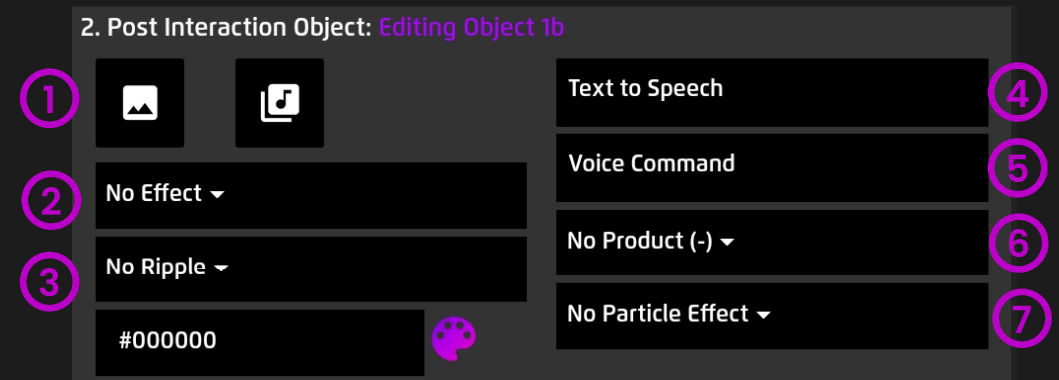 2. Post Interaction Object: Editing Object 1b
1
2
No Effect
3
No Ripple
#000000
Text to Speech
4
Voice Command
5
No Product (-)
6
No Particle Effect
7